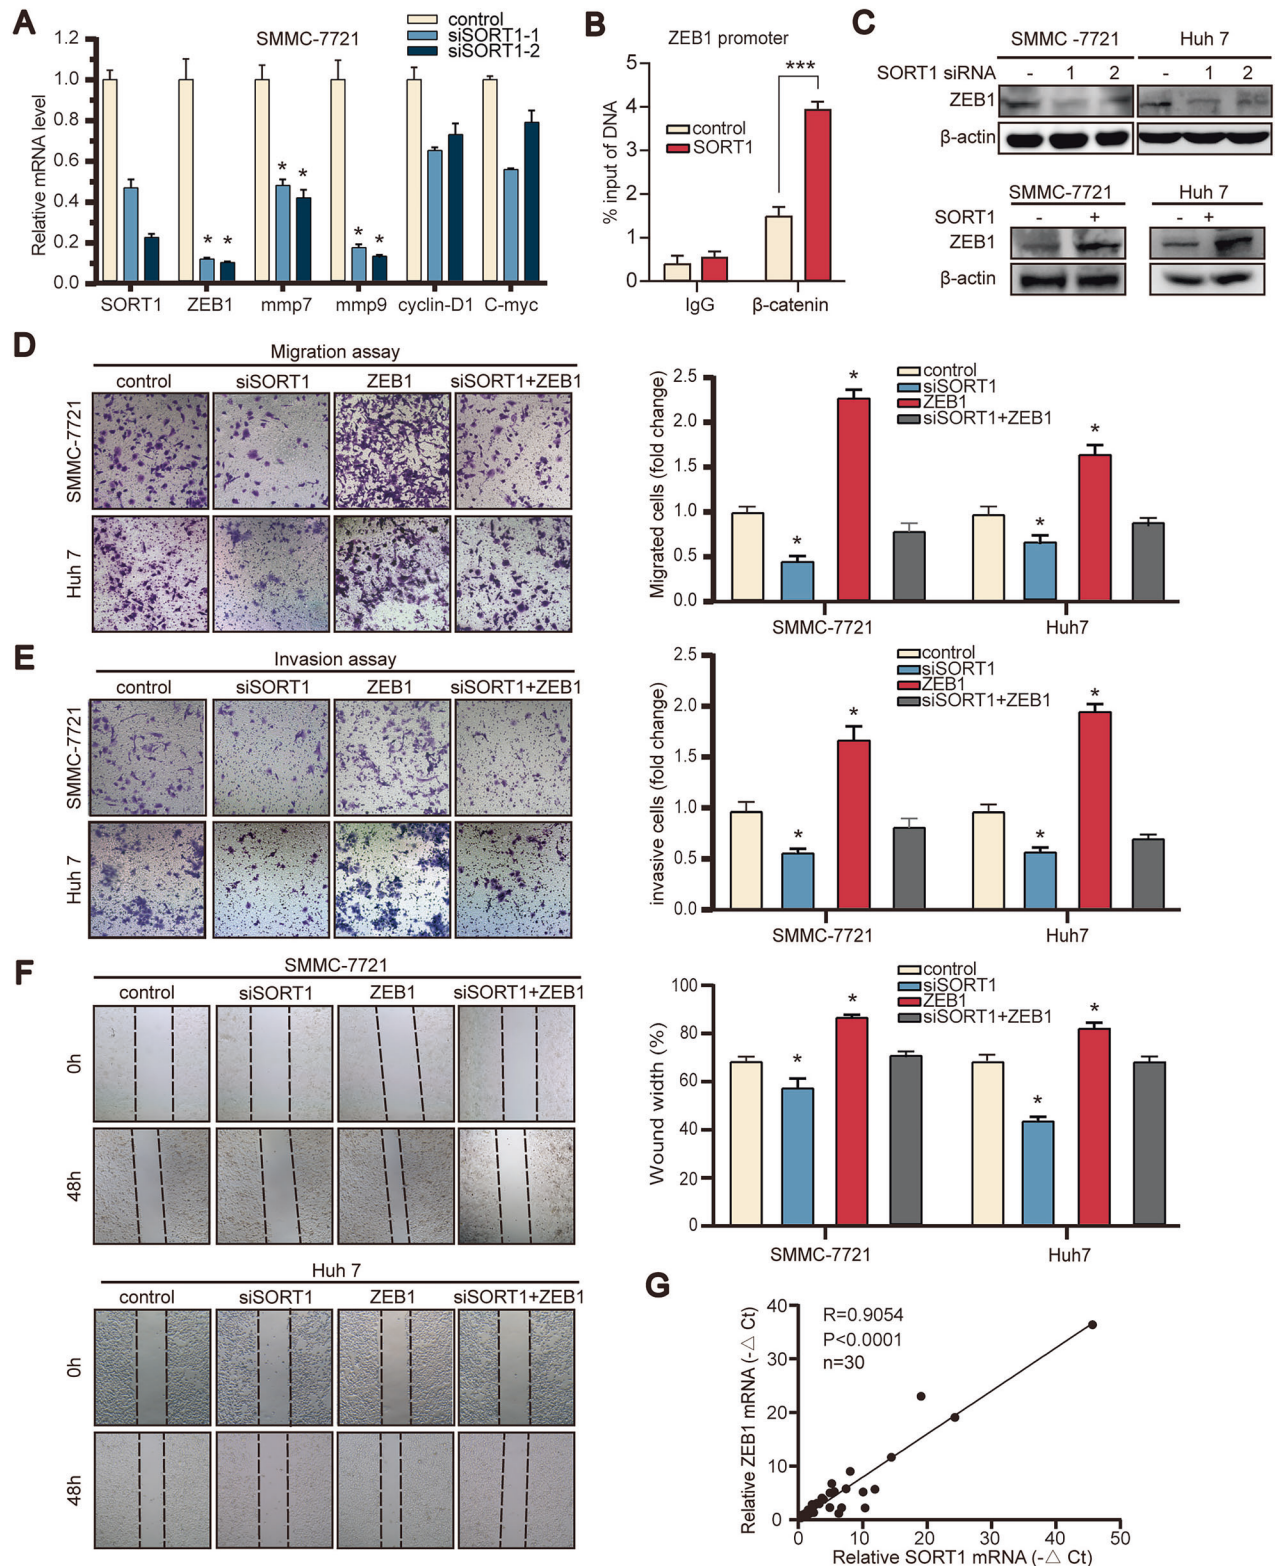 A
SMMC-7721
control
siSORT1-1
siSORT1-2
Relative mRNA level
1.2
1.0
0.8
0.6
0.4
0.2
0.0
* * * * * *
SORT1 ZEB1 mmp7 mmp9 cyclin-D1 C-myc
B
ZEB1 promoter
% input of DNA
5
4
3
2
1
0
control
SORT1
***
IgG β-catenin
C
SMMC -7721 Huh 7
SORT1 siRNA - 1 2 - 1 2
ZEB1
β-actin
SMMC-7721 Huh 7
SORT1 - + - +
ZEB1
β-actin
D
Migration assay
control siSORT1 ZEB1 siSORT1+ZEB1
SMMC-7721
Huh 7
Migrated cells (fold change)
2.5
2.0
1.5
1.0
0.5
0.0
control
siSORT1
ZEB1
siSORT1+ZEB1
* * * *
SMMC-7721 Huh7
E
Invasion assay
control siSORT1 ZEB1 siSORT1+ZEB1
SMMC-7721
Huh 7
invasive cells (fold change)
2.5
2.0
1.5
1.0
0.5
0.0
control
siSORT1
ZEB1
siSORT1+ZEB1
* * * *
SMMC-7721 Huh7
F
SMMC-7721
control siSORT1 ZEB1 siSORT1+ZEB1
0h
48h
Huh 7
control siSORT1 ZEB1 siSORT1+ZEB1
0h
48h
Wound width (%)
100
80
60
40
20
0
control
siSORT1
ZEB1
siSORT1+ZEB1
* * * *
SMMC-7721 Huh7
G
Relative ZEB1 mRNA (-△ Ct)
40
30
20
10
0
R=0.9054
P<0.0001
n=30
0 10 20 30 40 50
Relative SORT1 mRNA (-△ Ct)